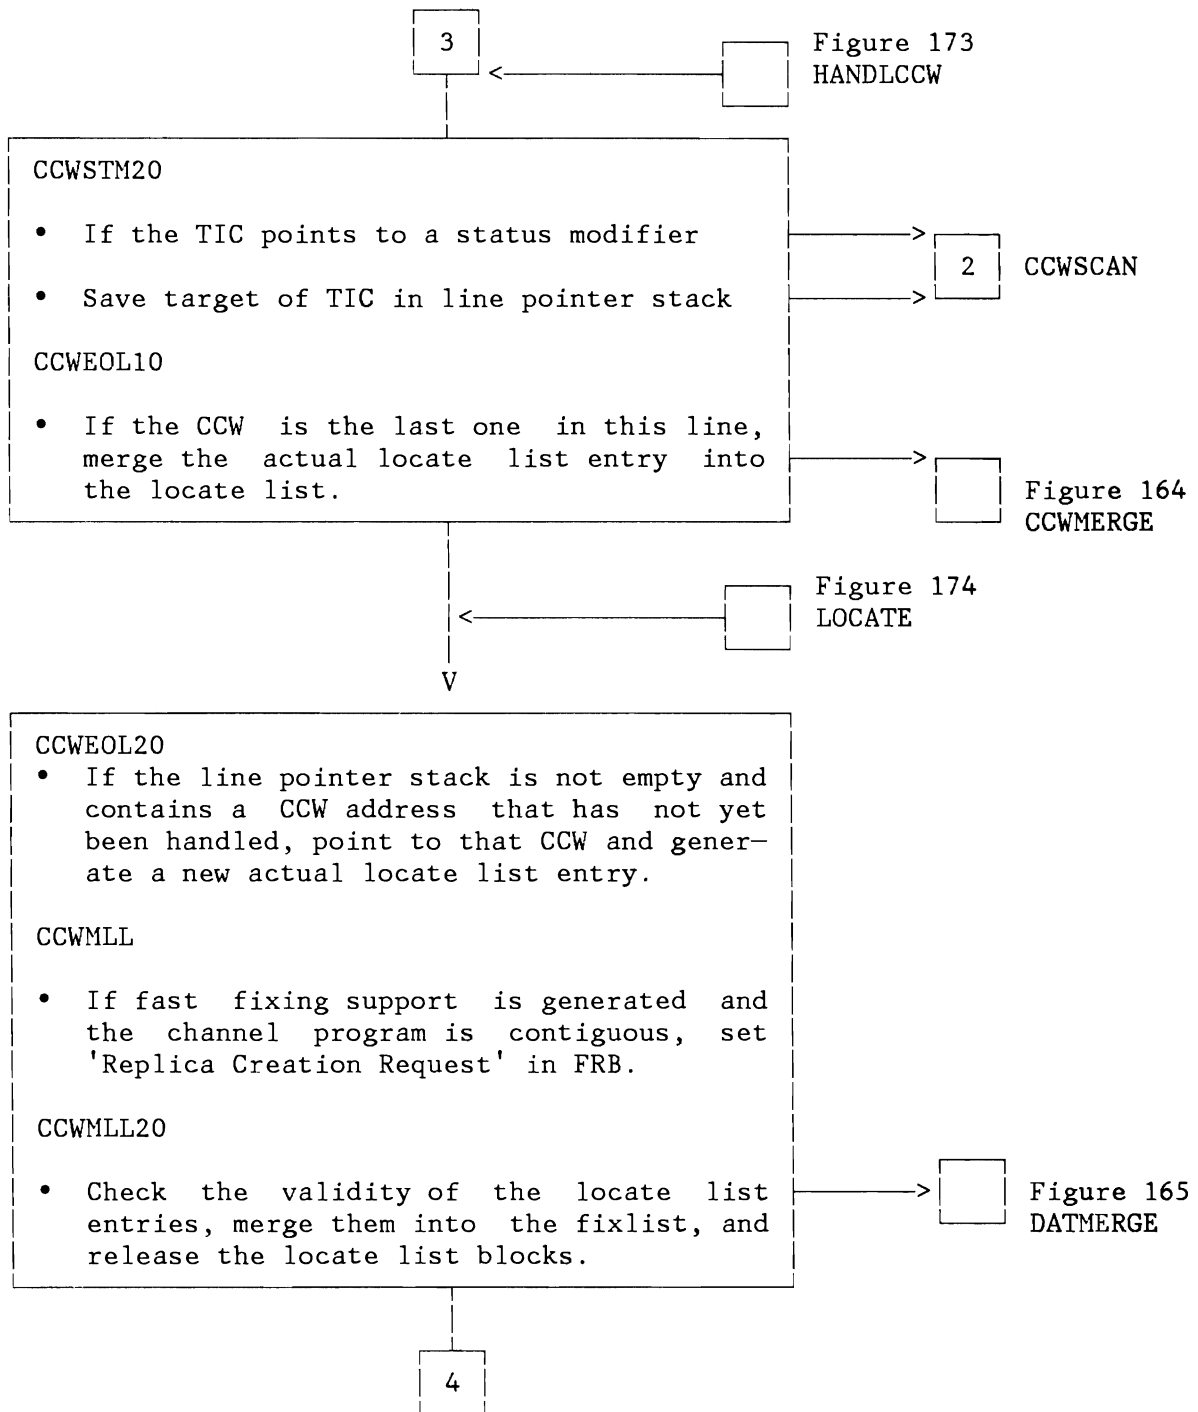 3
Figure 173
HANDLCCW
CCWSTM20
• If the TIC points to a status modifier
2 CCWSCAN
• Save target of TIC in line pointer stack
CCWEOL10
• If the CCW is the last one in this line,
merge the actual locate list entry into
the locate list.
Figure 164
CCWMERGE
Figure 174
LOCATE
V
CCWEOL20
• If the line pointer stack is not empty and
contains a CCW address that has not yet
been handled, point to that CCW and gener-
ate a new actual locate list entry.
CCWMLL
• If fast fixing support is generated and
the channel program is contiguous, set
'Replica Creation Request' in FRB.
CCWMLL20
• Check the validity of the locate list
entries, merge them into the fixlist, and
release the locate list blocks.
Figure 165
DATMERGE
4